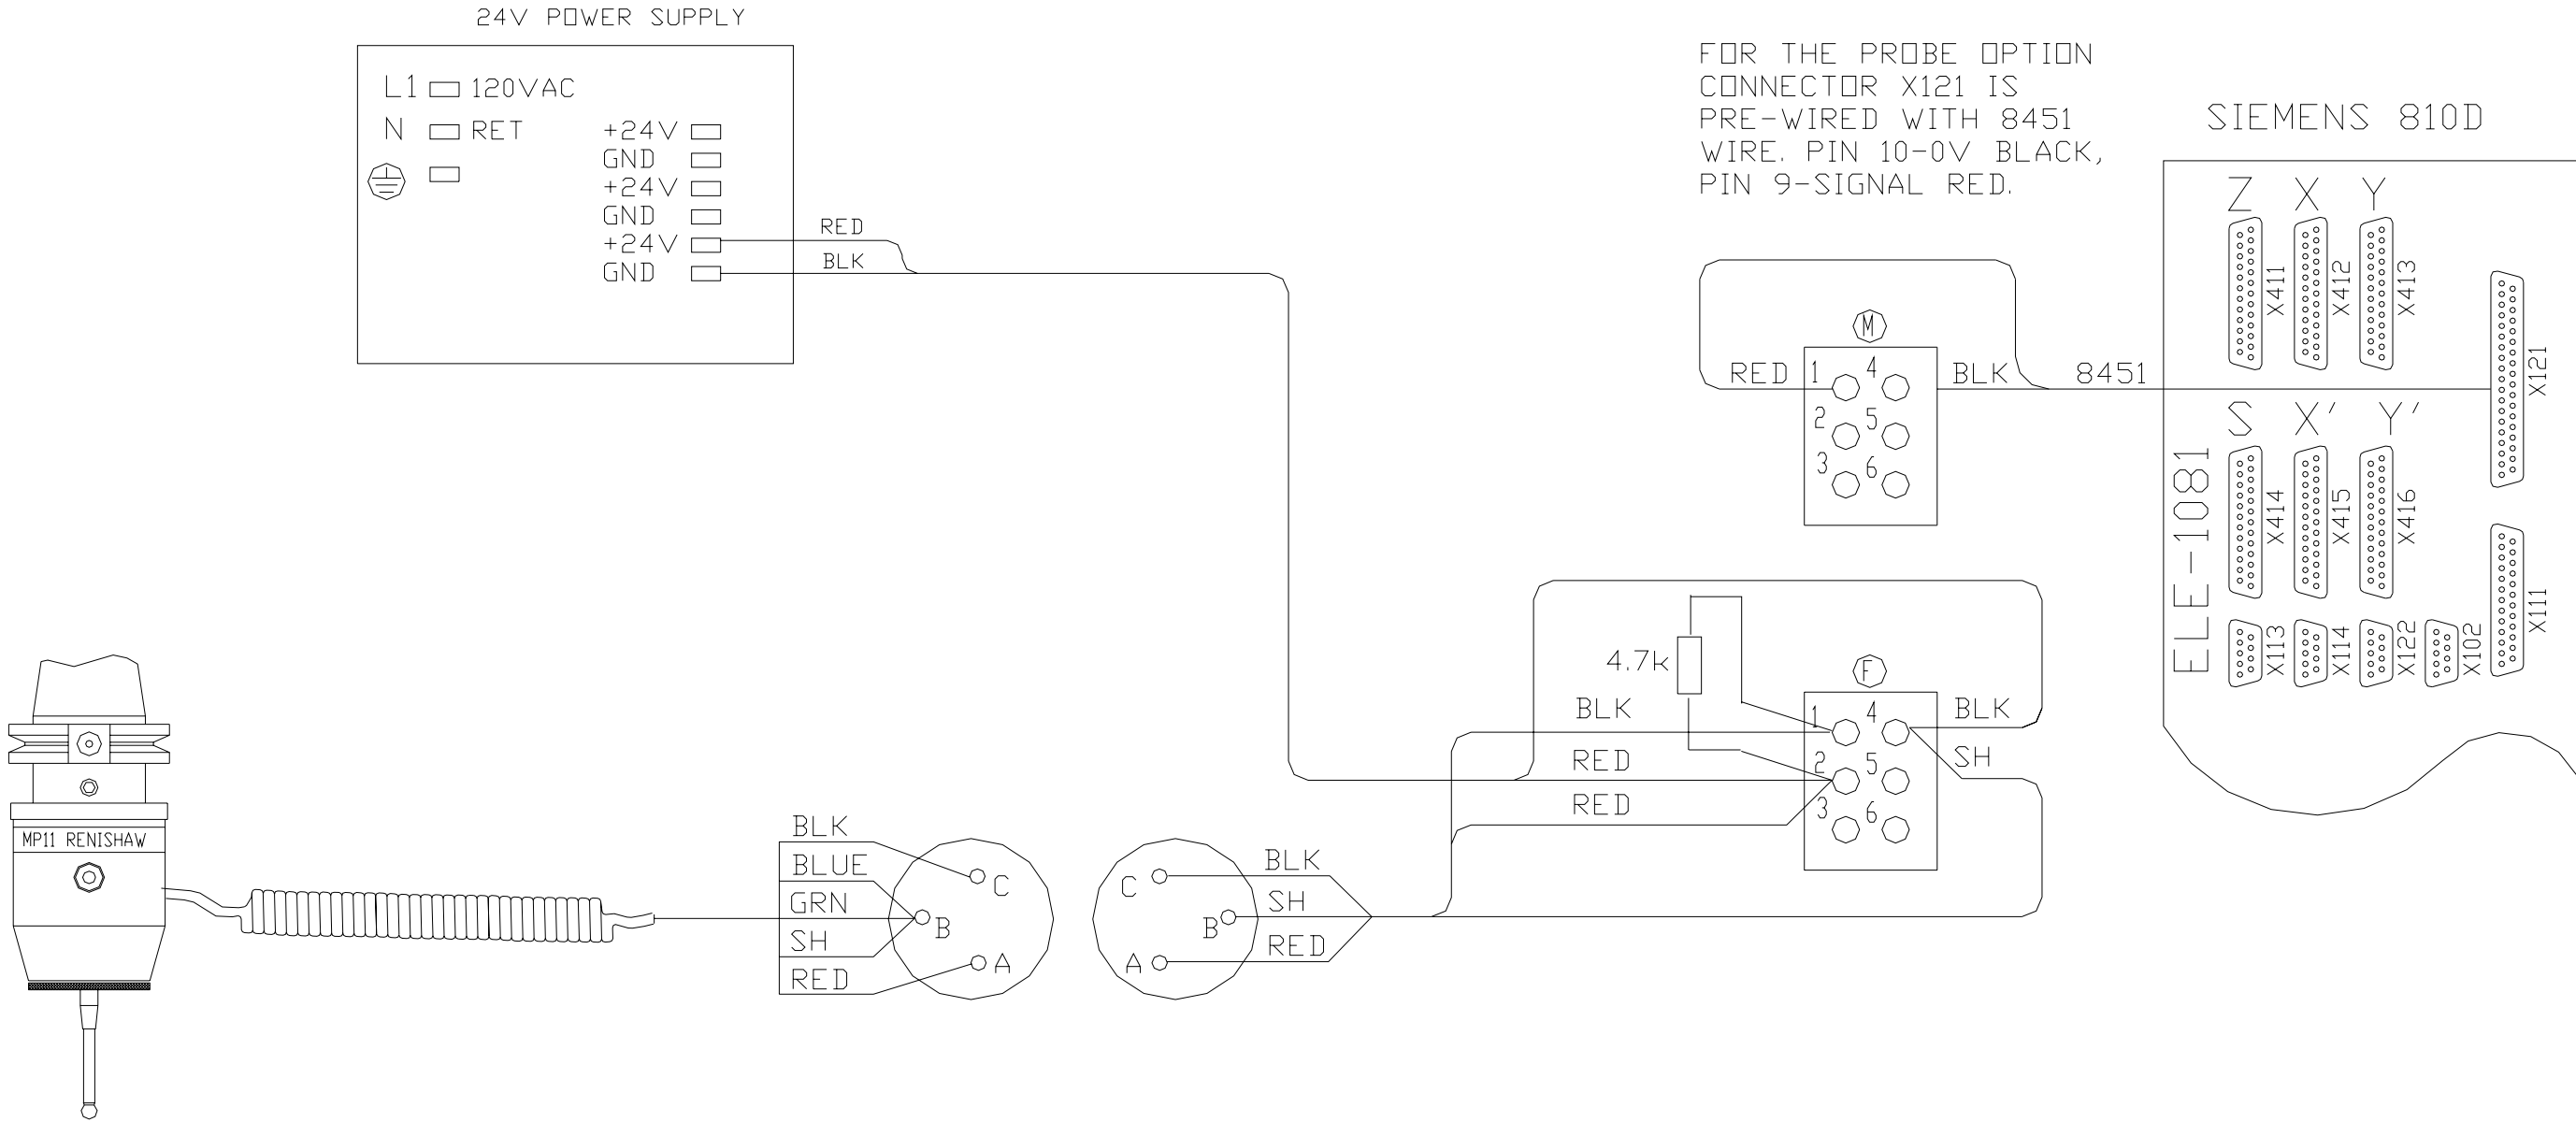 24V POWER SUPPLY
L1 120VAC
N RET
+24V
GND
+24V
GND
+24V
GND
RED
BLK
FOR THE PROBE OPTION
CONNECTOR X121 IS
PRE-WIRED WITH 8451
WIRE. PIN 10-0V BLACK,
PIN 9-SIGNAL RED.
SIEMENS 810D
Z X Y
X411 X412 X413
X121
S X' Y'
X414 X415 X416
X111
ELE-1081
X113 X114 X122 X102
M
RED 1 4 BLK 8451
2 5
3 6
4.7k
F
BLK 1 4 BLK
RED 2 5 SH
RED 3 6
MP11 RENISHAW
BLK
BLUE
GRN
SH
RED
C
B
A
C
B
A
BLK
SH
RED